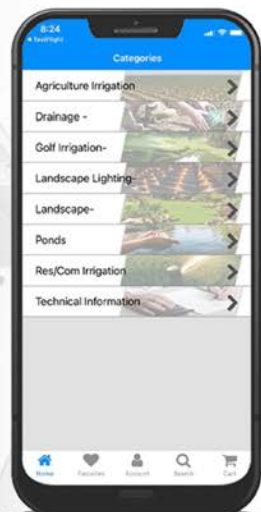 8:24
◂ TestFlight
Categories
Agriculture Irrigation
Drainage -
Golf Irrigation-
Landscape Lighting-
Landscape-
Ponds
Res/Com Irrigation
Technical Information
Home Favorites Account Search Cart